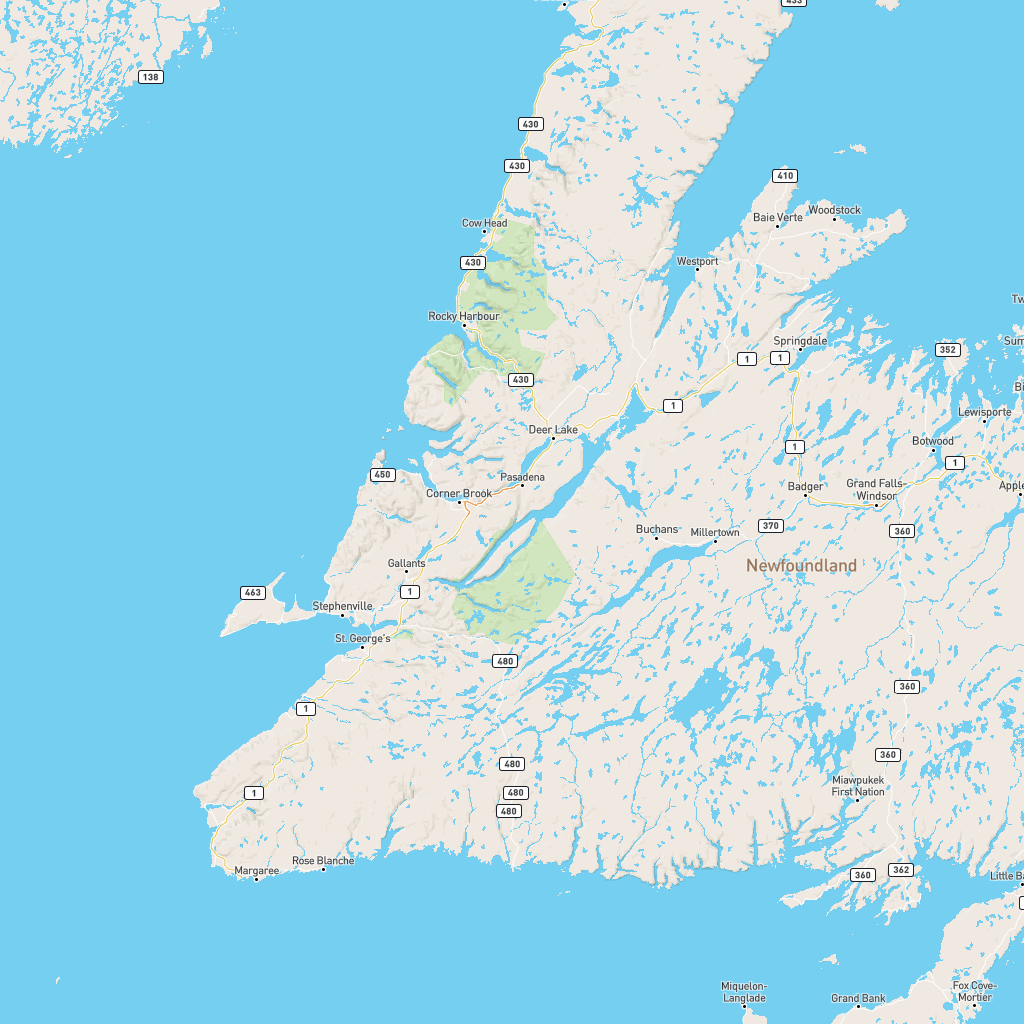 433
138
430
430
410
Woodstock
Baie Verte
Cow Head
Westport
430
Rocky Harbour
Springdale
352
1
1
430
1
Lewisporte
Deer Lake
Botwood
1
1
450
Pasadena
Badger
Grand Falls-
Windsor
Corner Brook
370
360
Buchans
Millertown
Newfoundland
Gallants
1
463
Stephenville
St. George's
480
360
1
480
360
Miawpukek
First Nation
1
480
480
Rose Blanche
Margaree
360
362
Little Ba
Miquelon-
Langlade
Grand Bank
Fox Cove-
Mortier
Tw
Sum
Bi
Apple